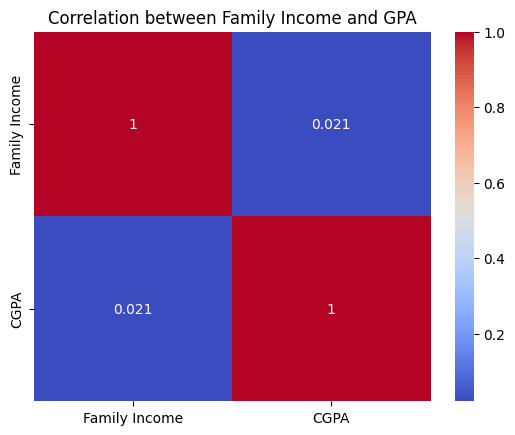 Correlation between Family Income and GPA
Family Income
1
0.021
CGPA
0.021
1
Family Income
CGPA
1.0
0.8
0.6
0.4
0.2